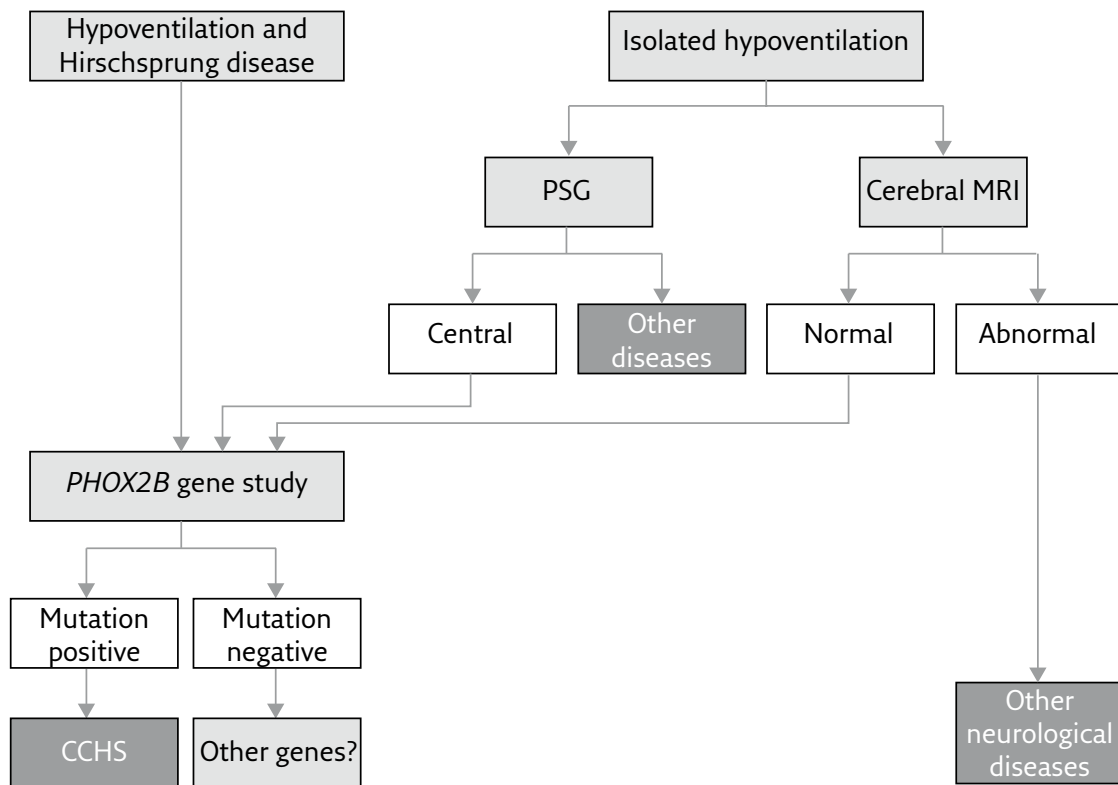 Hypoventilation and
Hirschsprung disease
Isolated hypoventilation
PSG
Cerebral MRI
Central
Other
diseases
Normal
Abnormal
PHOX2B gene study
Mutation
positive
Mutation
negative
CCHS
Other genes?
Other
neurological
diseases